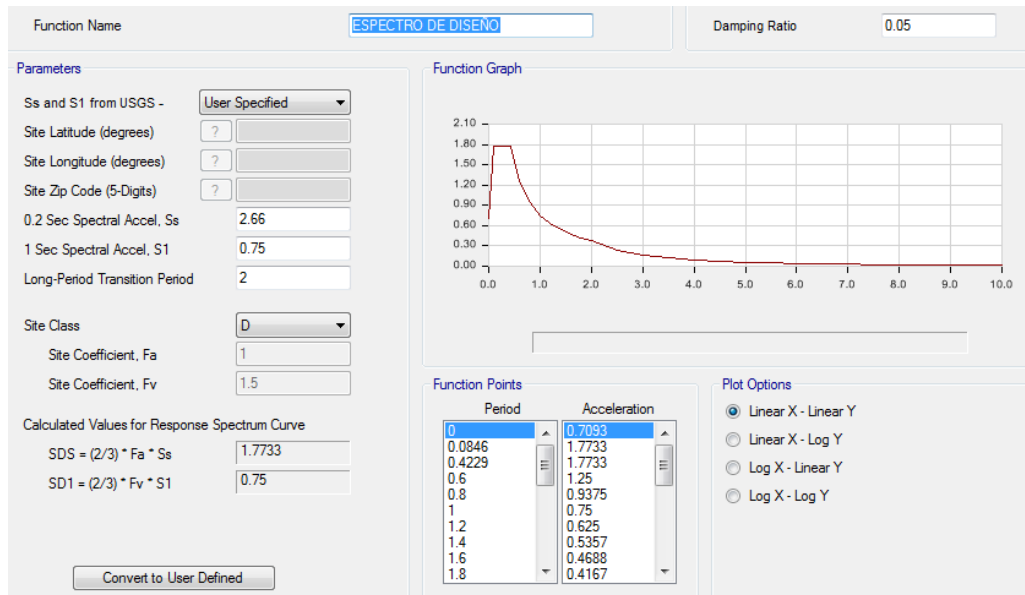 Function Name
ESPECTRO DE DISEÑO
Damping Ratio
0.05
Parameters
Ss and S1 from USGS - User Specified
Site Latitude (degrees) ?
Site Longitude (degrees) ?
Site Zip Code (5-Digits) ?
0.2 Sec Spectral Accel, Ss 2.66
1 Sec Spectral Accel, S1 0.75
Long-Period Transition Period 2
Site Class D
Site Coefficient, Fa 1
Site Coefficient, Fv 1.5
Calculated Values for Response Spectrum Curve
SDS = (2/3) * Fa * Ss 1.7733
SD1 = (2/3) * Fv * S1 0.75
Convert to User Defined
Function Graph
2.10
1.80
1.50
1.20
0.90
0.60
0.30
0.00
0.0 1.0 2.0 3.0 4.0 5.0 6.0 7.0 8.0 9.0 10.0
Function Points
Period Acceleration
0 0.7093
0.0846 1.7733
0.4229 1.7733
0.6 1.25
0.8 0.9375
1 0.75
1.2 0.625
1.4 0.5357
1.6 0.4688
1.8 0.4167
Plot Options
Linear X - Linear Y
Linear X - Log Y
Log X - Linear Y
Log X - Log Y